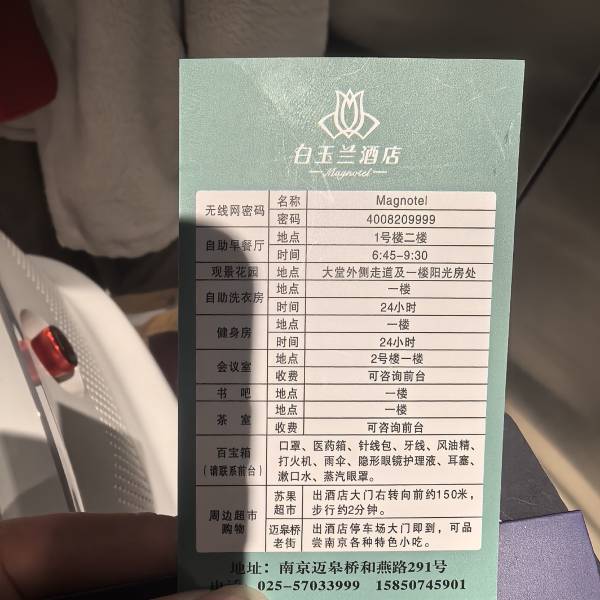 白玉兰酒店
Magnotel
无线网密码 名称 Magnotel
密码 4008209999
自助早餐厅 地点 1号楼二楼
时间 6:45-9:30
观景花园 地点 大堂外侧走道及一楼阳光房处
自助洗衣房 地点 一楼
时间 24小时
健身房 地点 一楼
时间 24小时
会议室 地点 2号楼一楼
收费 可咨询前台
书 吧 地点 一楼
茶 室 地点 一楼
收费 可咨询前台
百宝箱
(请联系前台)
口罩、医药箱、针线包、牙线、风油精、
打火机、雨伞、隐形眼镜护理液、耳塞、
漱口水、蒸汽眼罩。
周边超市
购物
苏果
超市
出酒店大门右转向前约150米,
步行约2分钟。
迈皋桥
老街
出酒店停车场大门即到,可品
尝南京各种特色小吃。
地址:南京迈皋桥和燕路291号
电话 025-57033999 15850745901